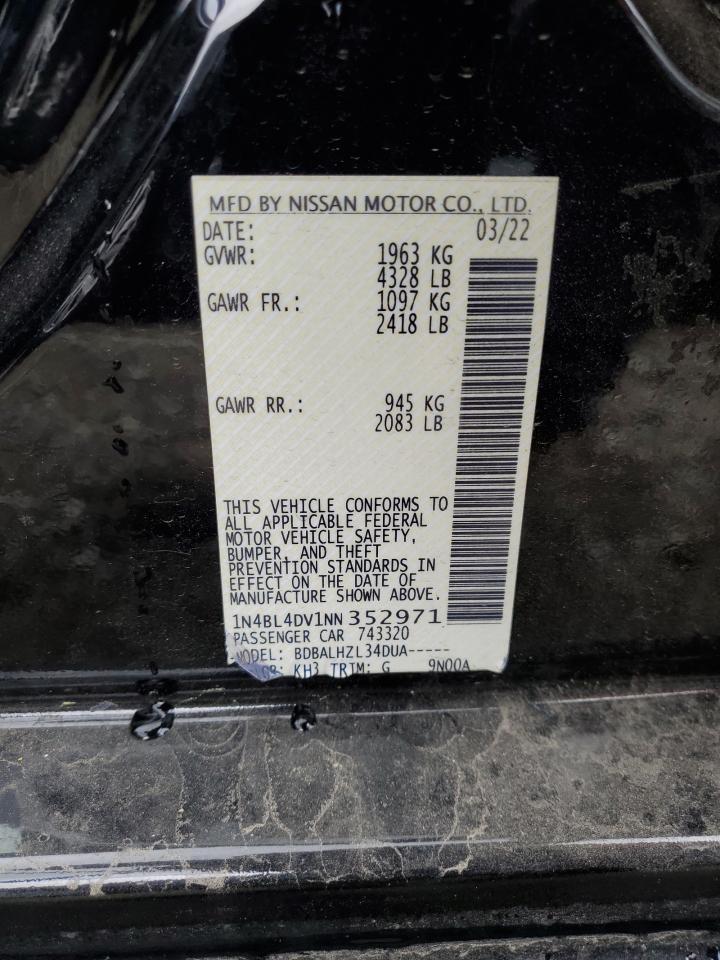 MFD BY NISSAN MOTOR CO., LTD.
DATE: 03/22
GVWR: 1963 KG
4328 LB
GAWR FR.: 1097 KG
2418 LB
GAWR RR.: 945 KG
2083 LB
THIS VEHICLE CONFORMS TO
ALL APPLICABLE FEDERAL
MOTOR VEHICLE SAFETY,
BUMPER, AND THEFT
PREVENTION STANDARDS IN
EFFECT ON THE DATE OF
MANUFACTURE SHOWN ABOVE.
1N4BL4DV1NN352971
PASSENGER CAR 743320
MODEL: BDBALHZL34DUA-----
KH3 TRIM: G 9N00A